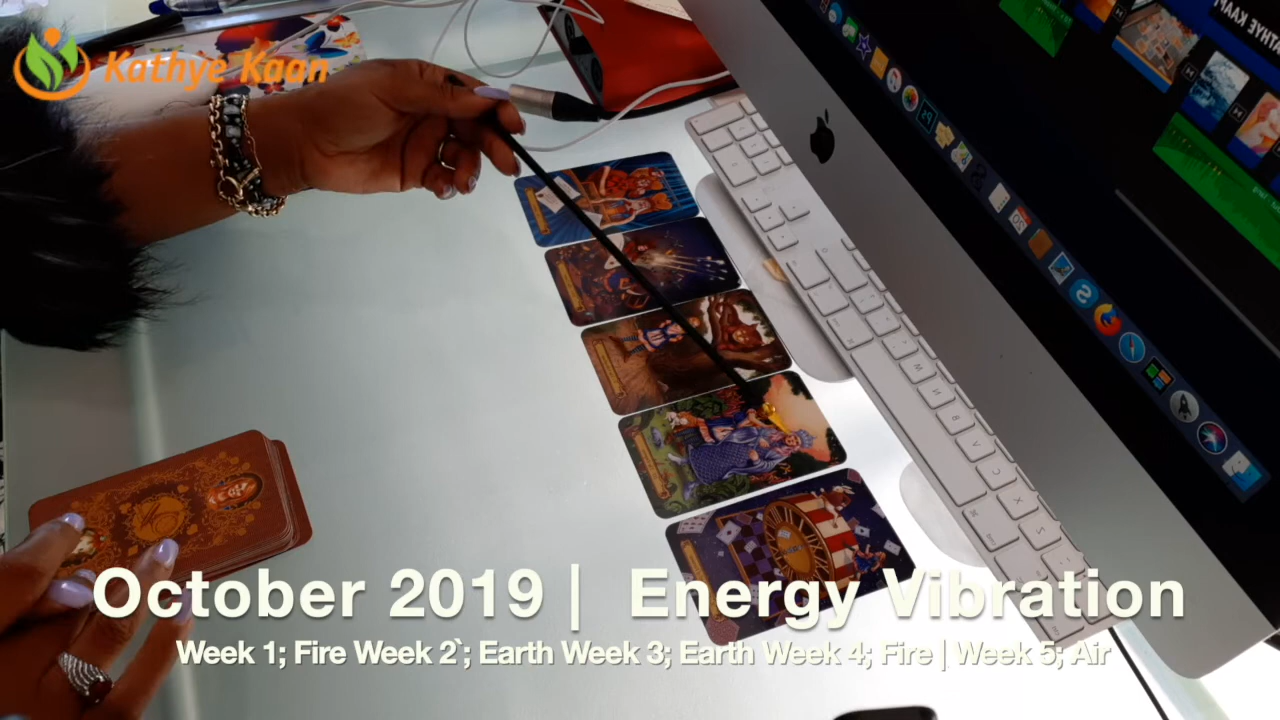 Kathye Kaan
October 2019 | Energy Vibration
Week 1; Fire Week 2`; Earth Week 3; Earth Week 4; Fire | Week 5; Air